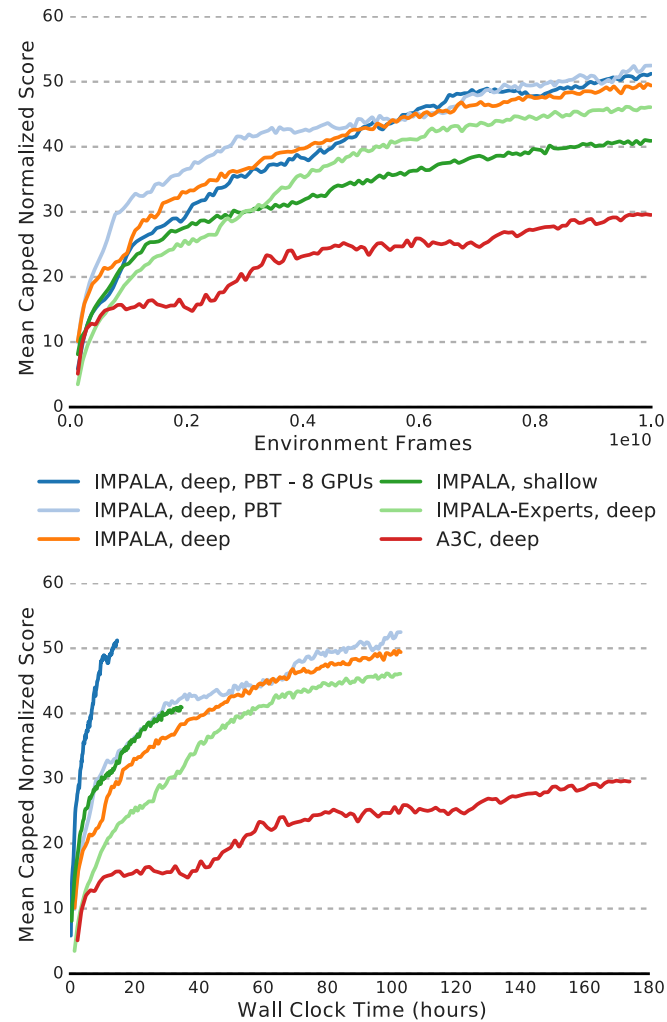 60
50
40
30
20
10
0
Mean Capped Normalized Score
0.0 0.2 0.4 0.6 0.8 1.0
1e10
Environment Frames
IMPALA, deep, PBT - 8 GPUs
IMPALA, deep, PBT
IMPALA, deep
IMPALA, shallow
IMPALA-Experts, deep
A3C, deep
60
50
40
30
20
10
0
Mean Capped Normalized Score
0 20 40 60 80 100 120 140 160 180
Wall Clock Time (hours)